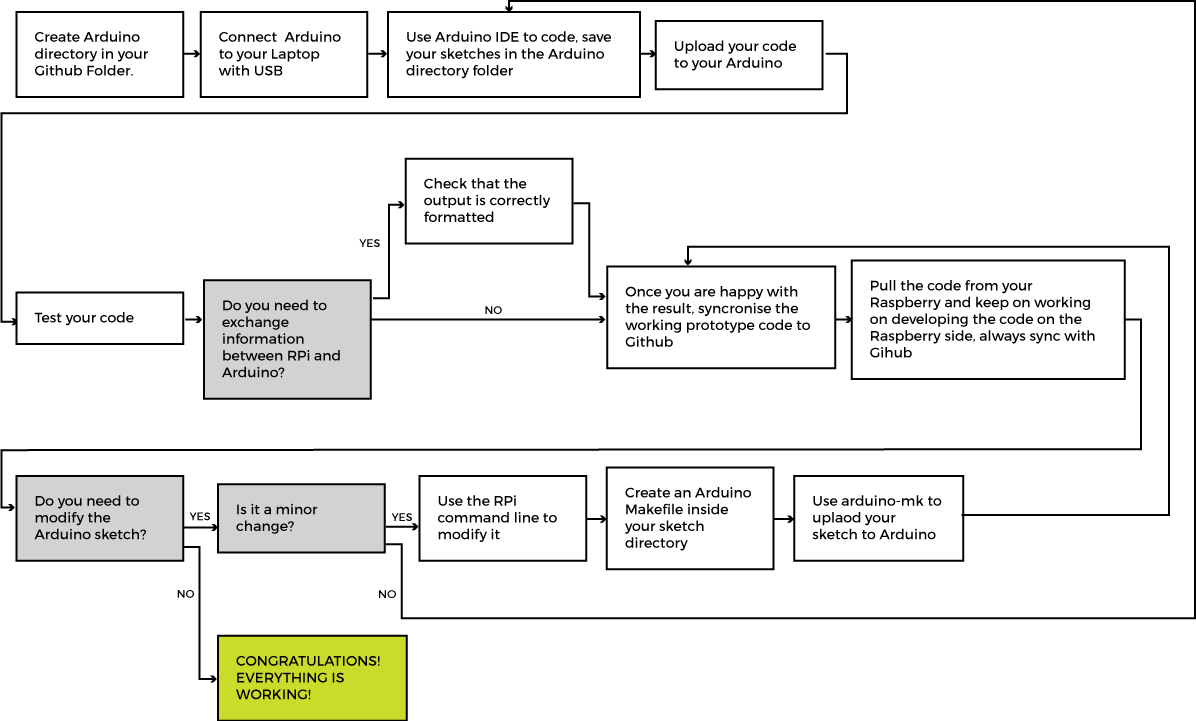 Create Arduino
directory in your
Github Folder.
Connect Arduino
to your Laptop
with USB
Use Arduino IDE to code, save
your sketches in the Arduino
directory folder
Upload your code
to your Arduino
Check that the
output is correctly
formatted
YES
Test your code
Do you need to
exchange
information
between RPi and
Arduino?
NO
Once you are happy with
the result, syncronise the
working prototype code to
Github
Pull the code from your
Raspberry and keep on working
on developing the code on the
Raspberry side, always sync with
Gihub
Do you need to
modify the
Arduino sketch?
YES
Is it a minor
change?
YES
Use the RPi
command line to
modify it
Create an Arduino
Makefile inside
your sketch
directory
Use arduino-mk to
uplaod your
sketch to Arduino
NO
NO
CONGRATULATIONS!
EVERYTHING IS
WORKING!